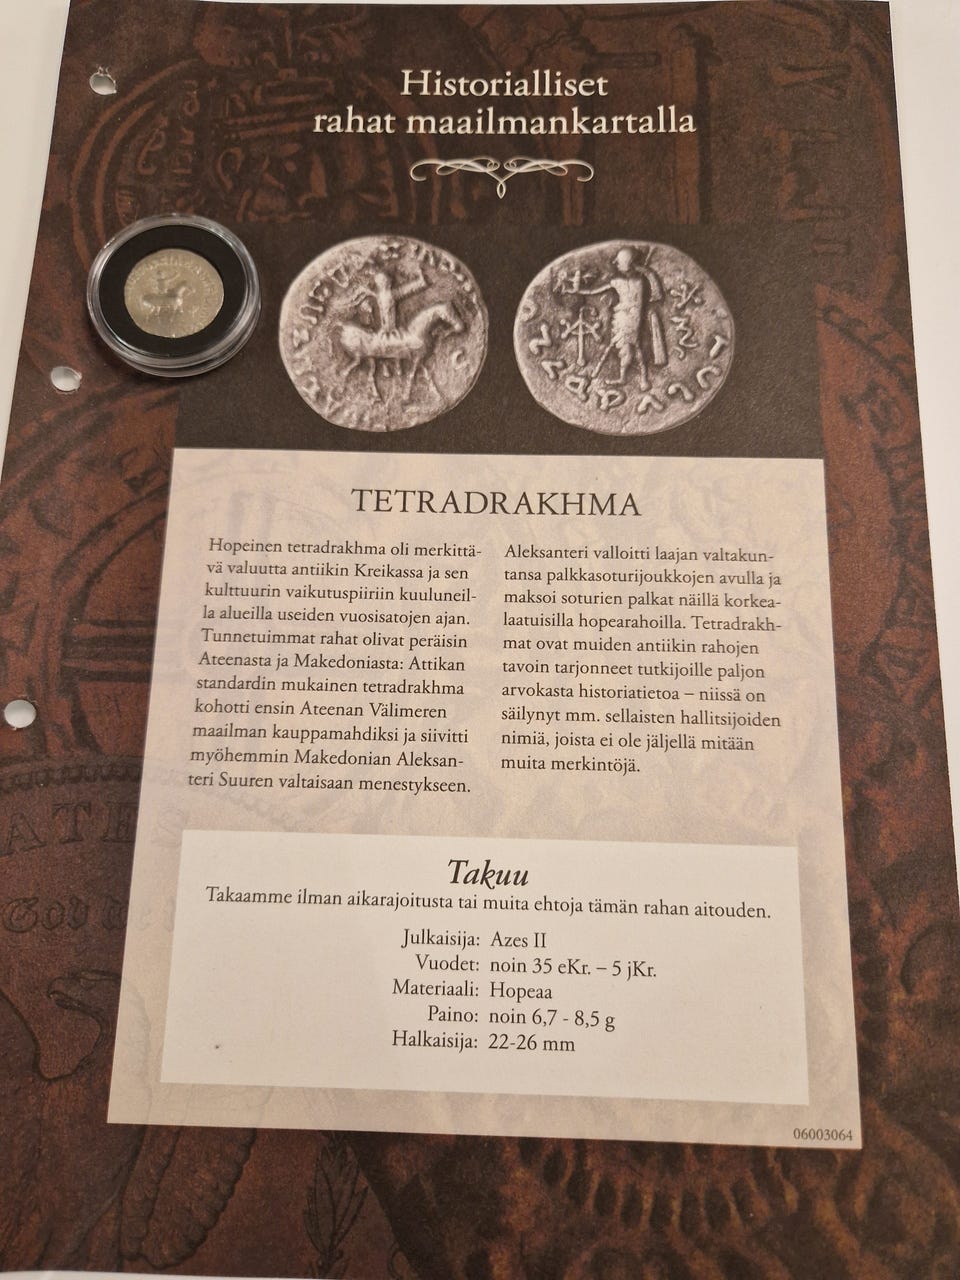 Historialliset
rahat maailmankartalla
TETRADRAKHMA
Hopeinen tetradrakhma oli merkittä-
vä valuutta antiikin Kreikassa ja sen
kulttuurin vaikutuspiiriin kuuluneil-
la alueilla useiden vuosisatojen ajan.
Tunnetuimmat rahat olivat peräisin
Ateenasta ja Makedoniasta: Attikan
standardin mukainen tetradrakhma
kohotti ensin Ateenan Välimeren
maailman kauppamahdiksi ja siivitti
myöhemmin Makedonian Aleksan-
teri Suuren valtaisaan menestykseen.
Aleksanteri valloitti laajan valtakun-
tansa palkkasoturijoukkojen avulla ja
maksoi soturien palkat näillä korkea-
laatuisilla hopearahoilla. Tetradrakh-
mat ovat muiden antiikin rahojen
tavoin tarjonneet tutkijoille paljon
arvokasta historiatietoa – niissä on
säilynyt mm. sellaisten hallitsijoiden
nimiä, joista ei ole jäljellä mitään
muita merkintöjä.
Takuu
Takaamme ilman aikarajoitusta tai muita ehtoja tämän rahan aitouden.
Julkaisija: Azes II
Vuodet: noin 35 eKr. – 5 jKr.
Materiaali: Hopeaa
Paino: noin 6,7 - 8,5 g
Halkaisija: 22-26 mm
06003064